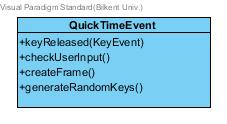 Visual Paradigm Standard(Bilkent Univ.)
QuickTimeEvent
+keyReleased(KeyEvent)
+checkUserInput()
+createFrame()
+generateRandomKeys()